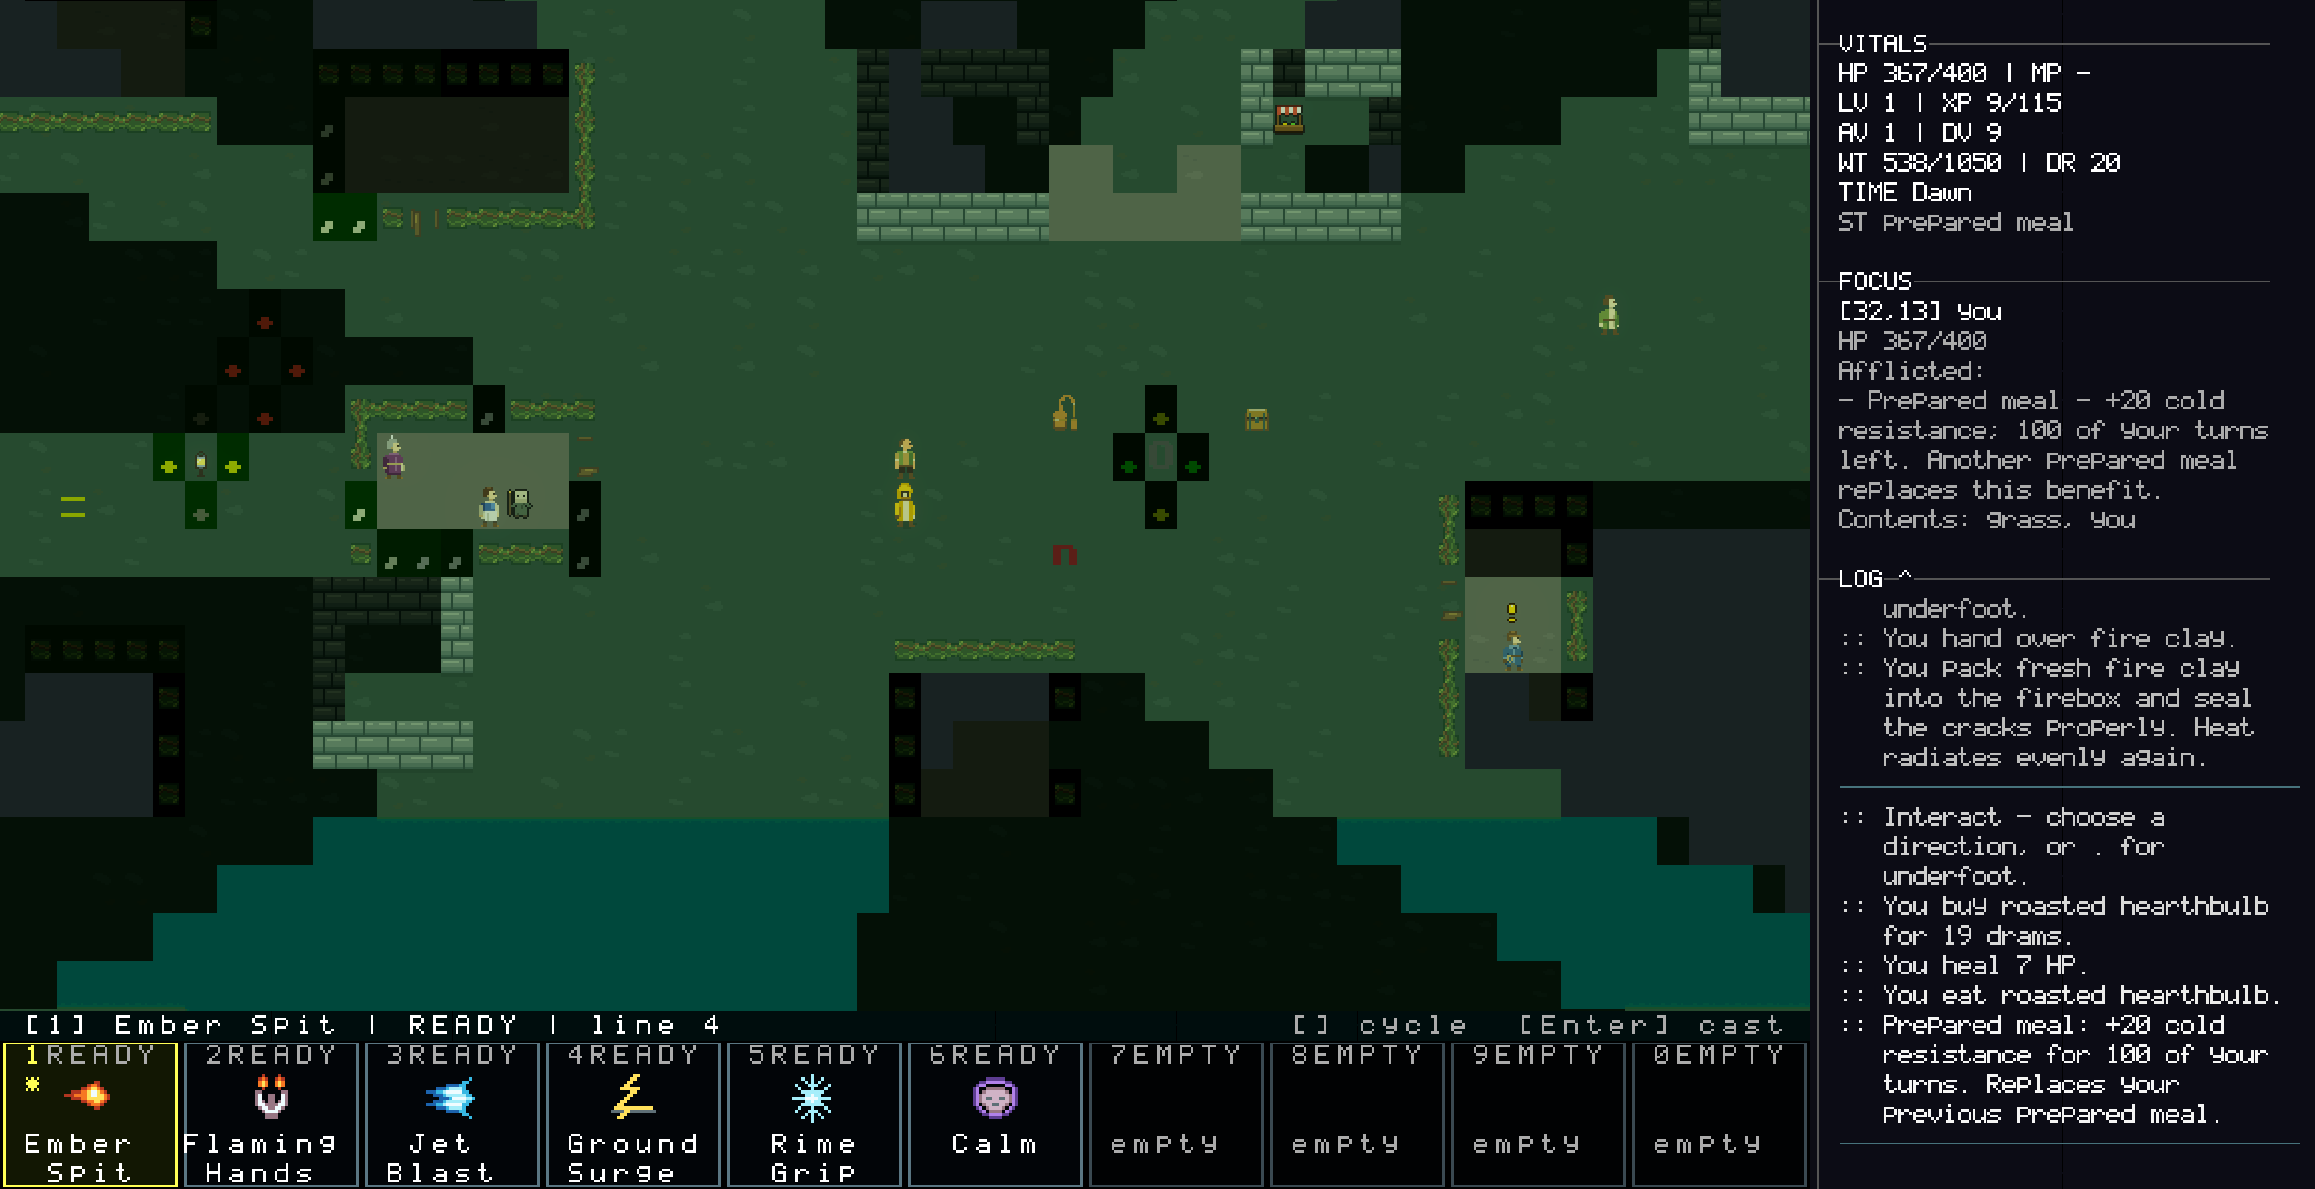 VITALS
HP 367/400 | MP -
LV 1 | XP 9/115
AV 1 | DV 9
WT 538/1050 | DR 20
TIME Dawn
ST Prepared meal
FOCUS
[32,13] you
HP 367/400
Afflicted:
- Prepared meal - +20 cold
resistance; 100 of your turns
left. Another prepared meal
replaces this benefit.
Contents: grass, you
LOG ^
underfoot.
:: You hand over fire clay.
:: You pack fresh fire clay
into the firebox and seal
the cracks properly. Heat
radiates evenly again.
:: Interact - choose a
direction, or . for
underfoot.
:: You buy roasted hearthbulb
for 19 drams.
:: You heal 7 HP.
:: You eat roasted hearthbulb.
:: Prepared meal: +20 cold
resistance for 100 of your
turns. Replaces your
previous prepared meal.
[1] Ember Spit | READY | line 4
[] cycle [Enter] cast
1READY
Ember
Spit
2READY
Flaming
Hands
3READY
Jet
Blast
4READY
Ground
Surge
5READY
Rime
Grip
6READY
Calm
7EMPTY
empty
8EMPTY
empty
9EMPTY
empty
0EMPTY
empty